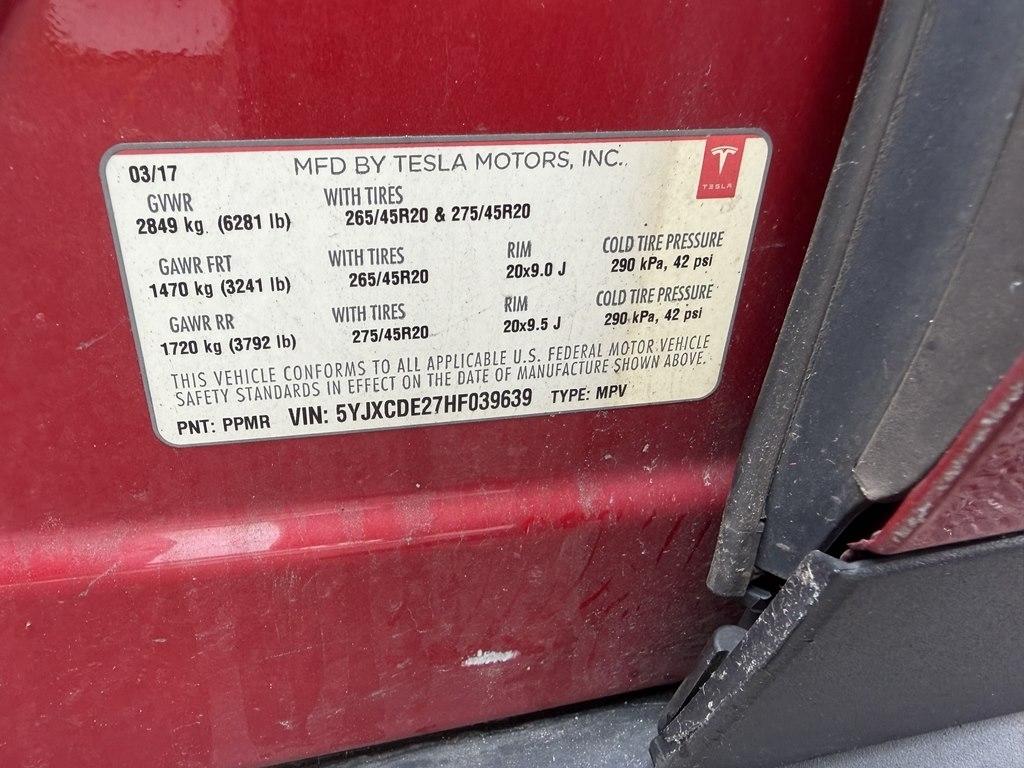 03/17 MFD BY TESLA MOTORS, INC.
TESLA
GVWR WITH TIRES
2849 kg. (6281 lb) 265/45R20 & 275/45R20
GAWR FRT WITH TIRES RIM COLD TIRE PRESSURE
1470 kg (3241 lb) 265/45R20 20x9.0 J 290 kPa, 42 psi
GAWR RR WITH TIRES RIM COLD TIRE PRESSURE
1720 kg (3792 lb) 275/45R20 20x9.5 J 290 kPa, 42 psi
THIS VEHICLE CONFORMS TO ALL APPLICABLE U.S. FEDERAL MOTOR VEHICLE
SAFETY STANDARDS IN EFFECT ON THE DATE OF MANUFACTURE SHOWN ABOVE.
PNT: PPMR VIN: 5YJXCDE27HF039639 TYPE: MPV